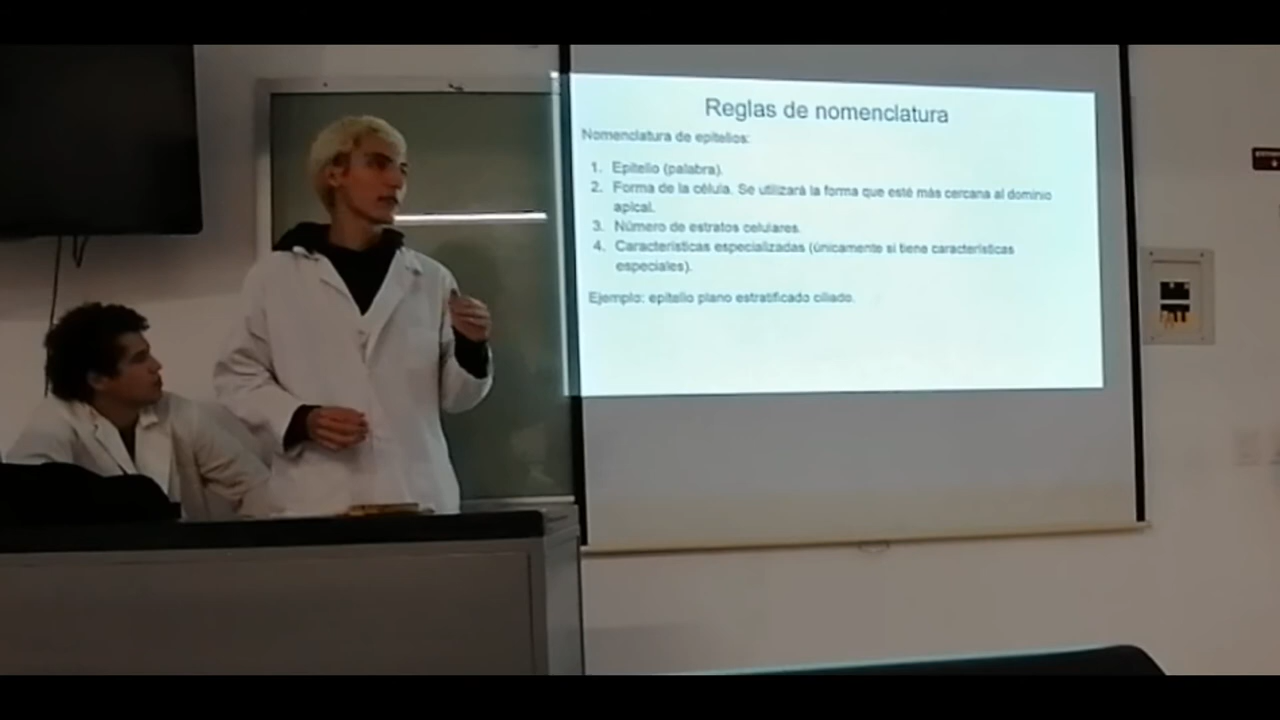 Reglas de nomenclatura
Nomenclatura de epitelios:
1. Epitelio (palabra).
2. Forma de la célula. Se utilizará la forma que esté más cercana al dominio
apical.
3. Número de estratos celulares.
4. Características especializadas (únicamente si tiene características
especiales).
Ejemplo: epitelio plano estratificado ciliado.